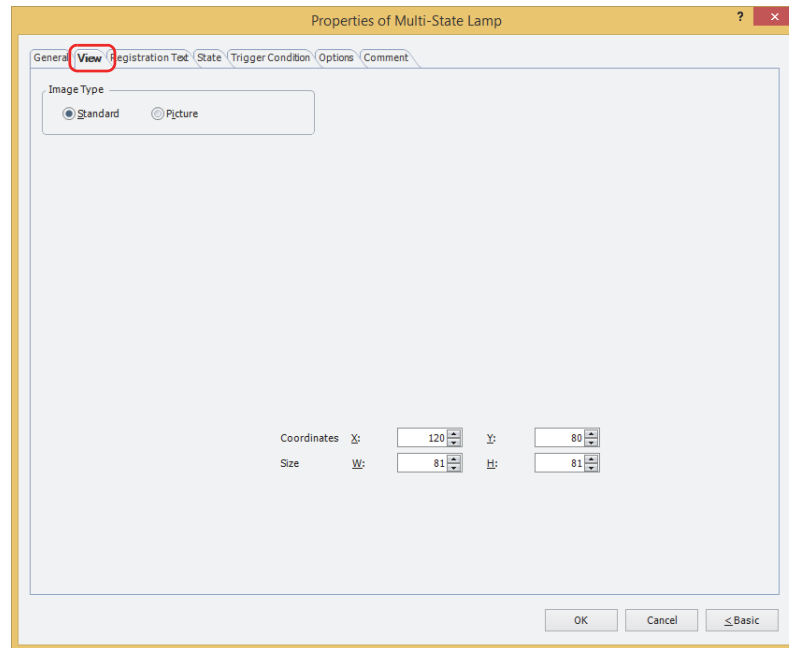 Properties of Multi-State Lamp ? ×
General View Registration Text State Trigger Condition Options Comment
Image Type
Standard Picture
Coordinates X: 120 Y: 80
Size W: 81 H: 81
OK Cancel < Basic